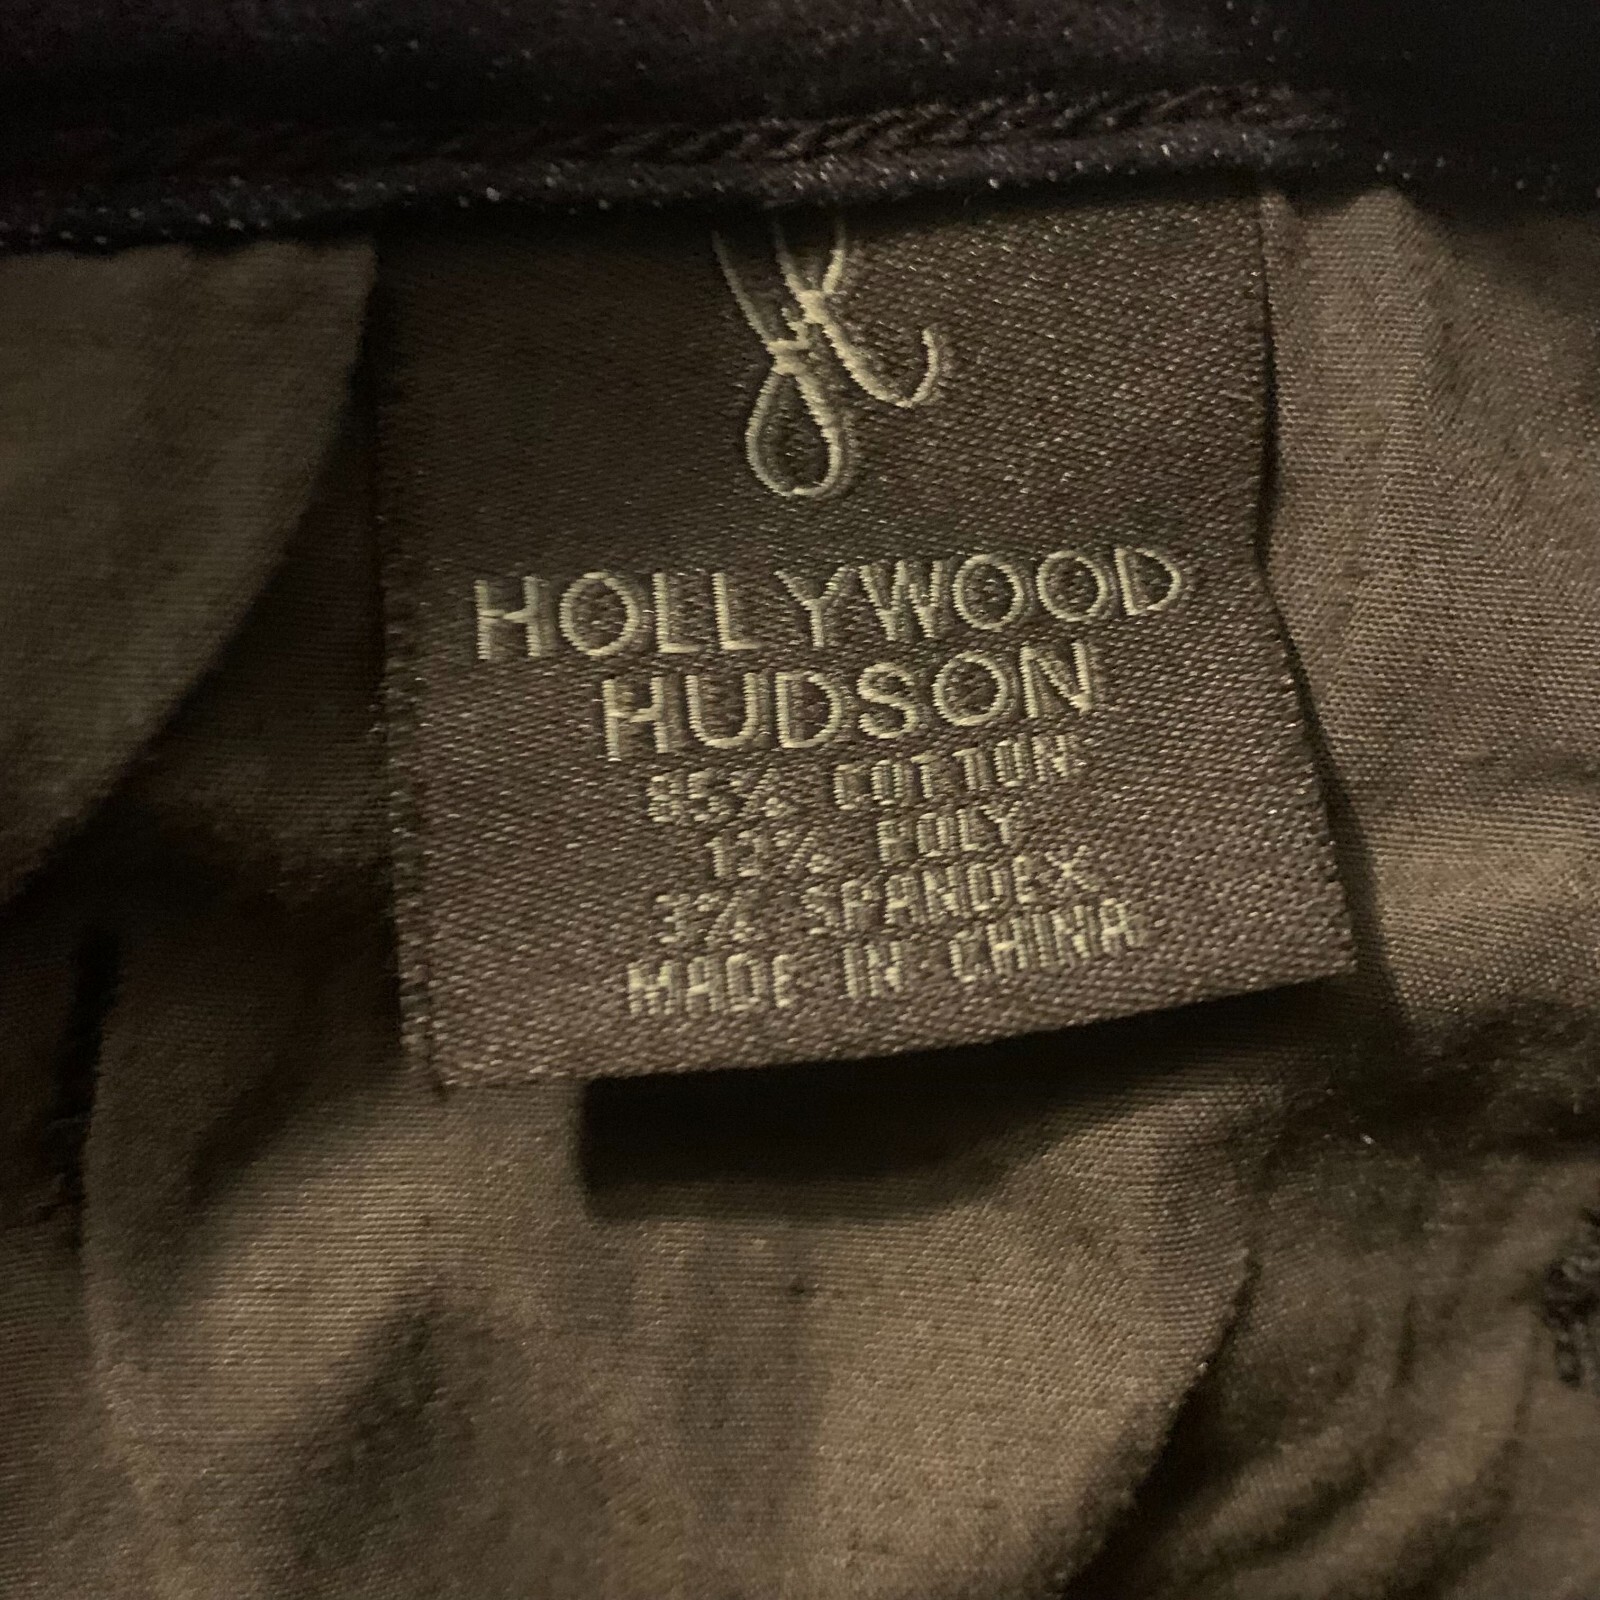 HOLLYWOOD
HUDSON
85% COTTON
12% POLY
3% SPANDEX
MADE IN CHINA